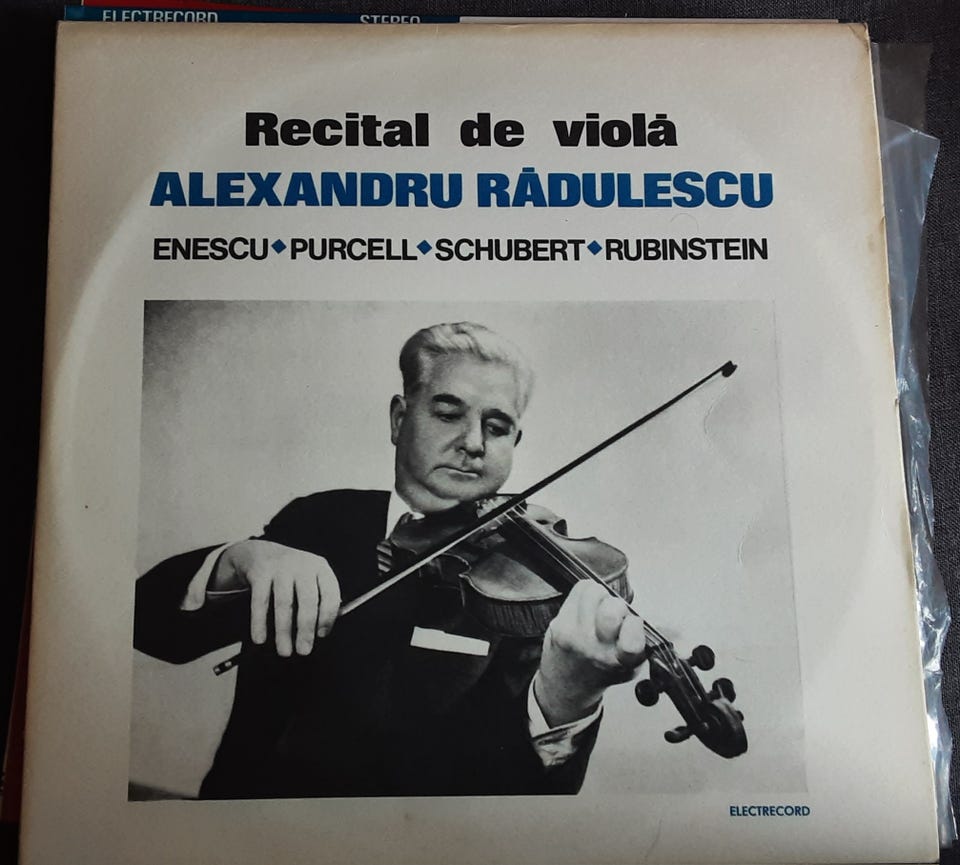 ELECTRECORD STEREO
Recital de violă
ALEXANDRU RĂDULESCU
ENESCU◆PURCELL◆SCHUBERT◆RUBINSTEIN
ELECTRECORD